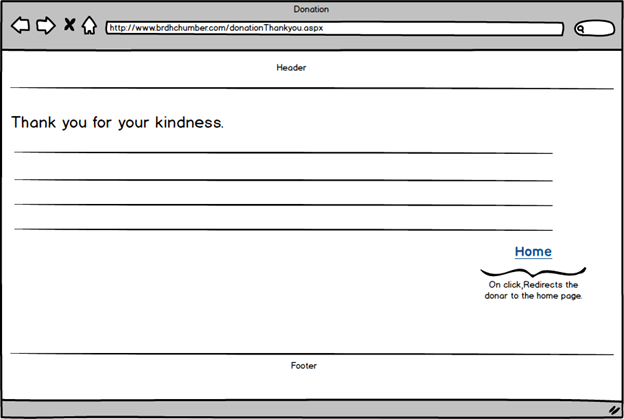 Donation
http://www.brdhchumber.com/donationThankyou.aspx
Header
Thank you for your kindness.
Home
On click,Redirects the
donar to the home page.
Footer